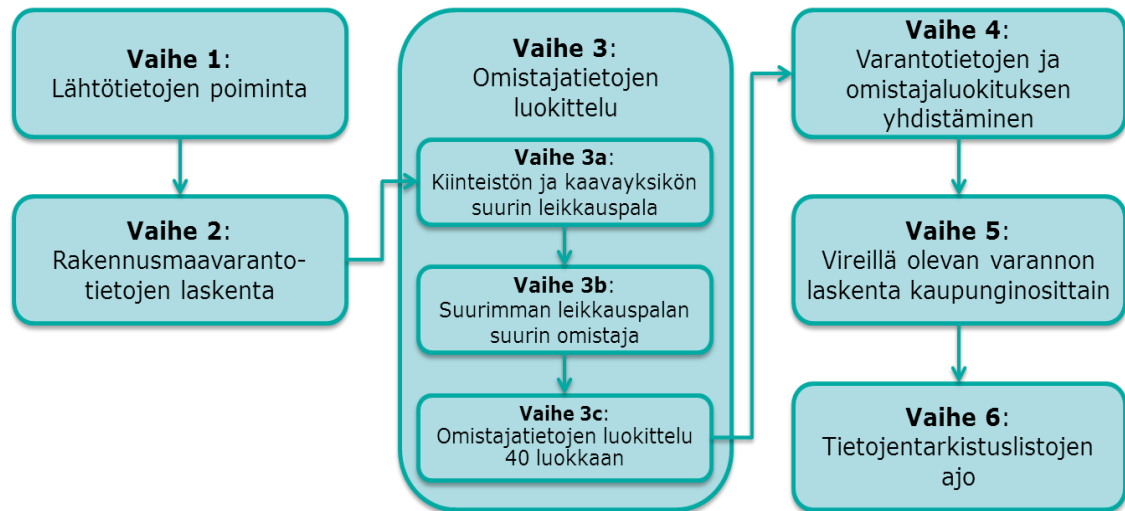 Vaihe 1:
Lähtötietojen poiminta
Vaihe 2:
Rakennusmaavaranto-
tietojen laskenta
Vaihe 3:
Omistajatietojen
luokittelu
Vaihe 3a:
Kiinteistön ja kaavayksikön
suurin leikkauspala
Vaihe 3b:
Suurimman leikkauspalan
suurin omistaja
Vaihe 3c:
Omistajatietojen luokittelu
40 luokkaan
Vaihe 4:
Varantotietojen ja
omistajaluokituksen
yhdistäminen
Vaihe 5:
Vireillä olevan varannon
laskenta kaupunginosittain
Vaihe 6:
Tietojentarkistuslistojen
ajo